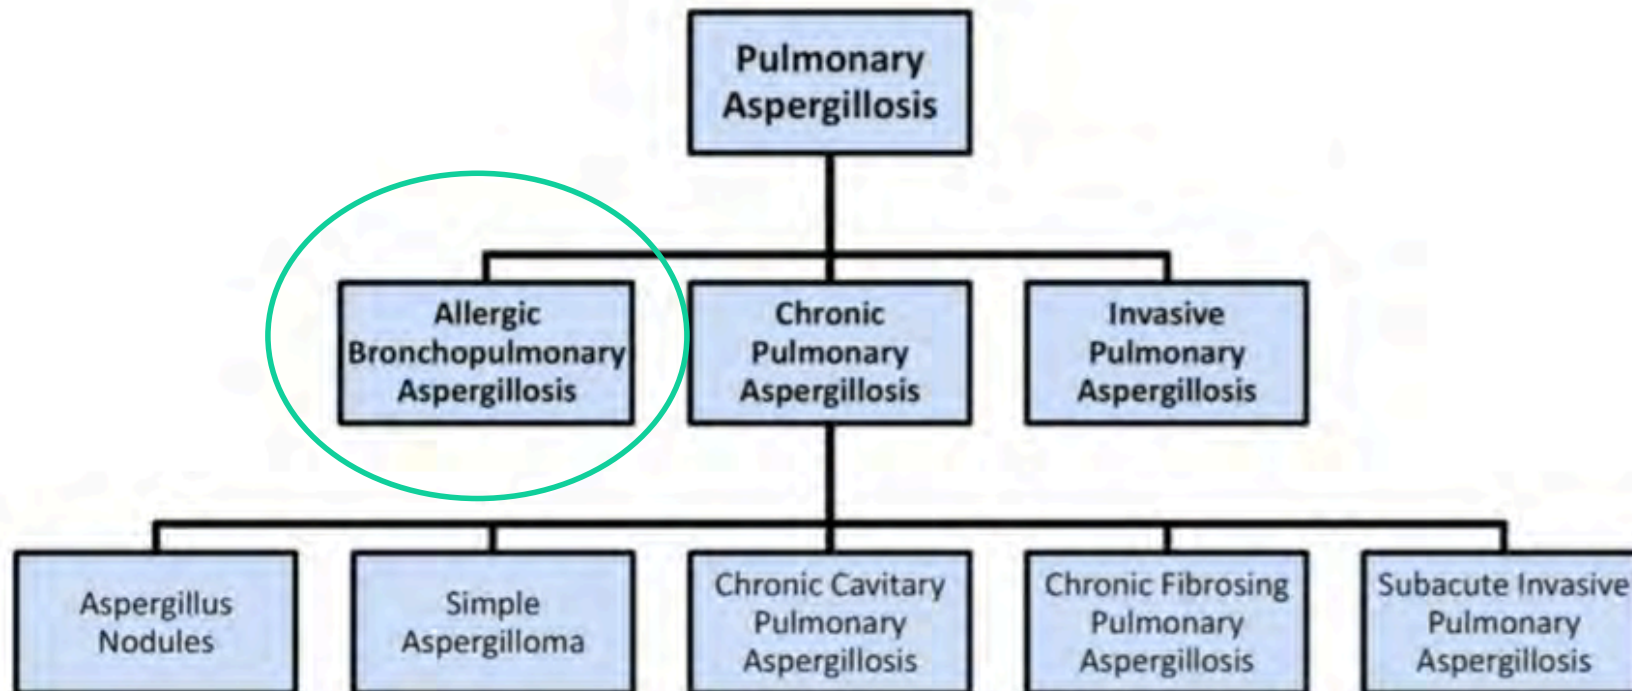 Pulmonary
Aspergillosis
Allergic
Bronchopulmonary
Aspergillosis
Chronic
Pulmonary
Aspergillosis
Invasive
Pulmonary
Aspergillosis
Aspergillus
Nodules
Simple
Aspergilloma
Chronic Cavitary
Pulmonary
Aspergillosis
Chronic Fibrosing
Pulmonary
Aspergillosis
Subacute Invasive
Pulmonary
Aspergillosis